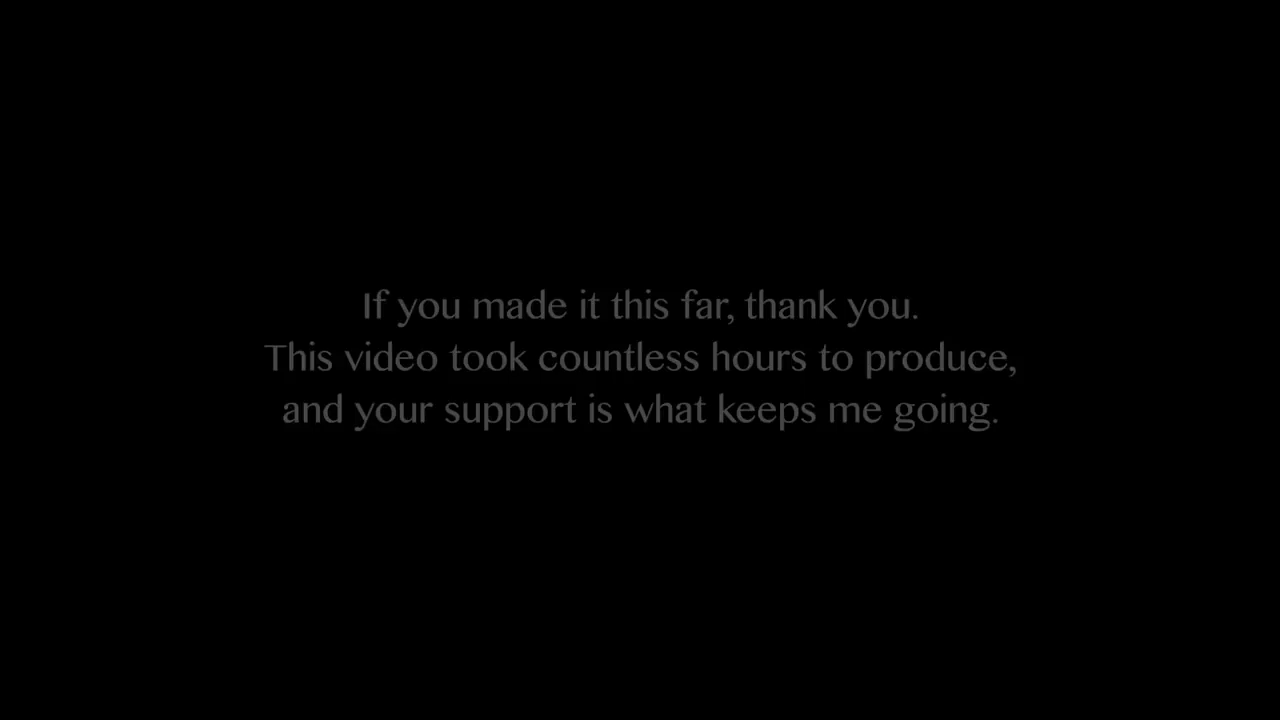 If you made it this far, thank you.
This video took countless hours to produce,
and your support is what keeps me going.